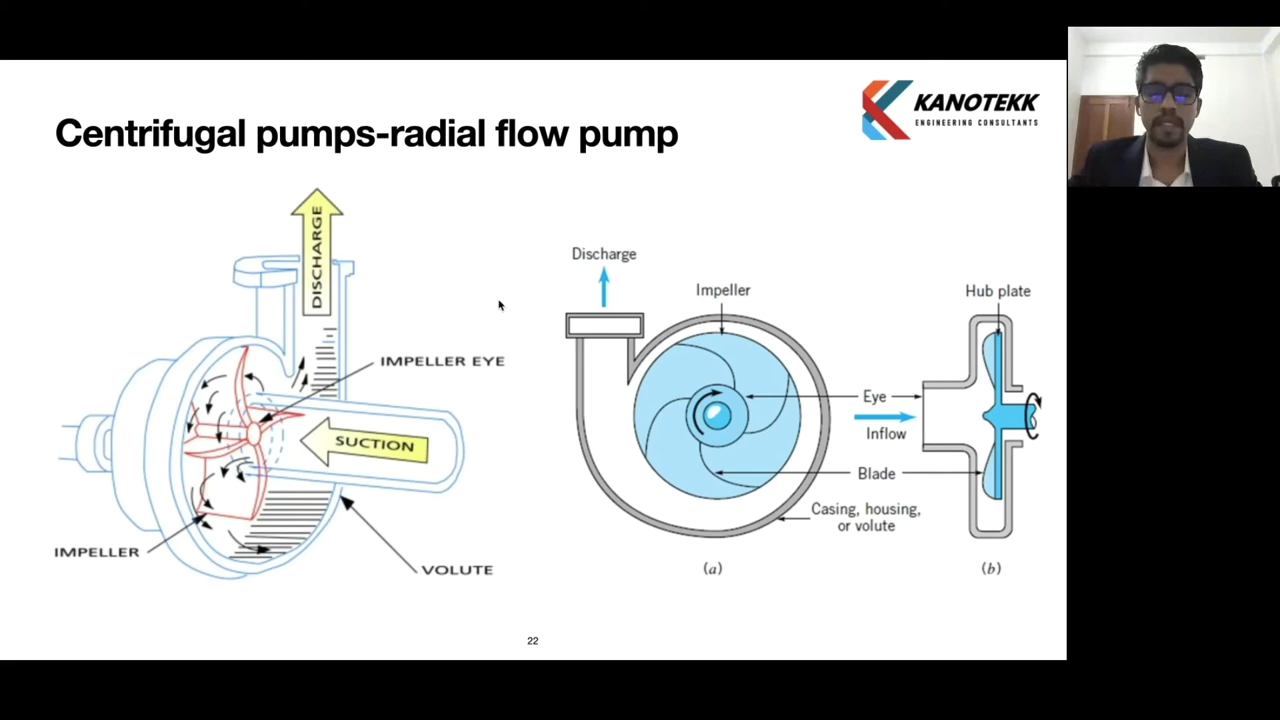 KANOTEKK
ENGINEERING CONSULTANTS
Centrifugal pumps-radial flow pump
DISCHARGE
IMPELLER EYE
SUCTION
IMPELLER
VOLUTE
Discharge
Impeller
Hub plate
Eye
Inflow
Blade
Casing, housing,
or volute
(a)
(b)
22